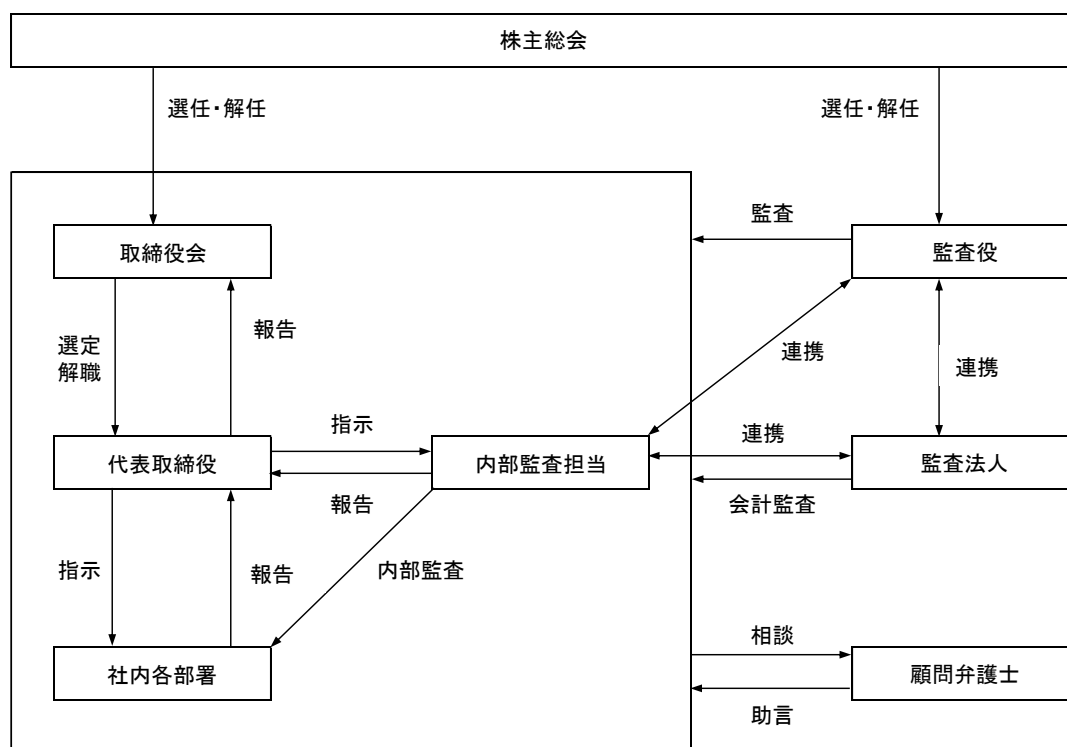 株主総会
選任・解任
選任・解任
監査
取締役会
監査役
報告
選定
解職
連携
連携
指示
連携
代表取締役
内部監査担当
監査法人
報告
会計監査
指示
報告
内部監査
相談
社内各部署
顧問弁護士
助言